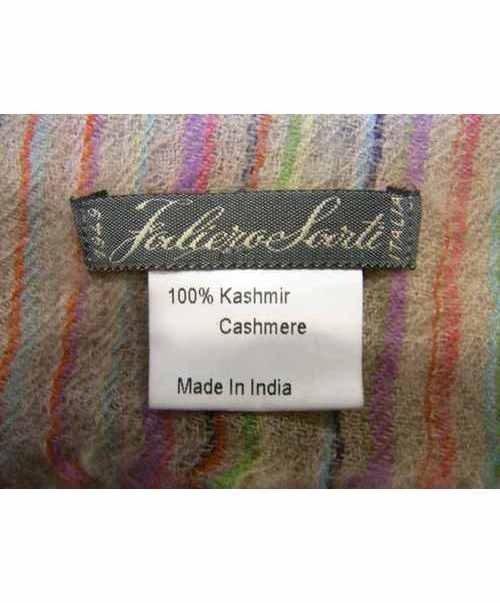 1949
Faliero Sarti
ITALIA
100% Kashmir
Cashmere
Made In India